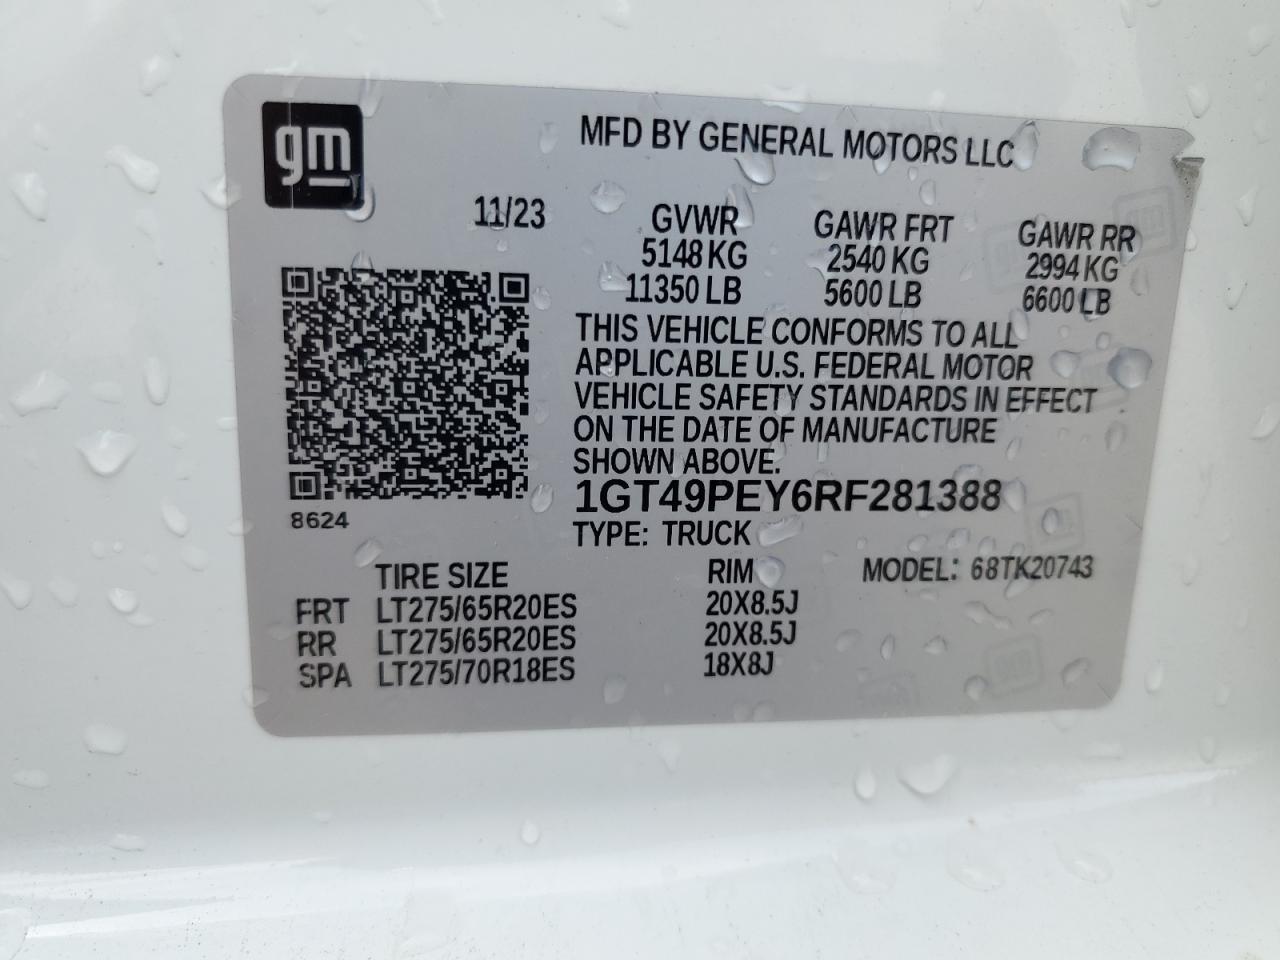 gm
MFD BY GENERAL MOTORS LLC
11/23
GVWR GAWR FRT GAWR RR
5148 KG 2540 KG 2994 KG
11350 LB 5600 LB 6600 LB
THIS VEHICLE CONFORMS TO ALL
APPLICABLE U.S. FEDERAL MOTOR
VEHICLE SAFETY STANDARDS IN EFFECT
ON THE DATE OF MANUFACTURE
SHOWN ABOVE.
1GT49PEY6RF281388
8624
TYPE: TRUCK
TIRE SIZE RIM MODEL: 68TK20743
FRT LT275/65R20ES 20X8.5J
RR LT275/65R20ES 20X8.5J
SPA LT275/70R18ES 18X8J